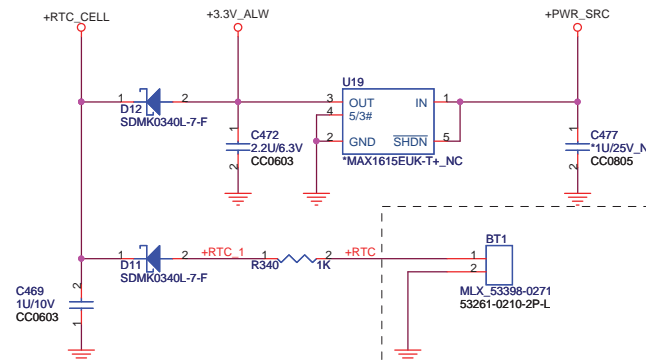 +RTC_CELL
+3.3V_ALW
+PWR_SRC
U19
1 2
3 OUT IN 1
4 5/3#
D12
SDMK0340L-7-F
C472
2.2U/6.3V
CC0603
1
2
2 GND SHDN 5
*MAX1615EUK-T+_NC
C477
*1U/25V_N
CC0805
1
2
BT1
1 2
+RTC_1
1 2
+RTC
1
2
D11
SDMK0340L-7-F
R340 1K
MLX_53398-0271
53261-0210-2P-L
C469
1U/10V
CC0603
2
1